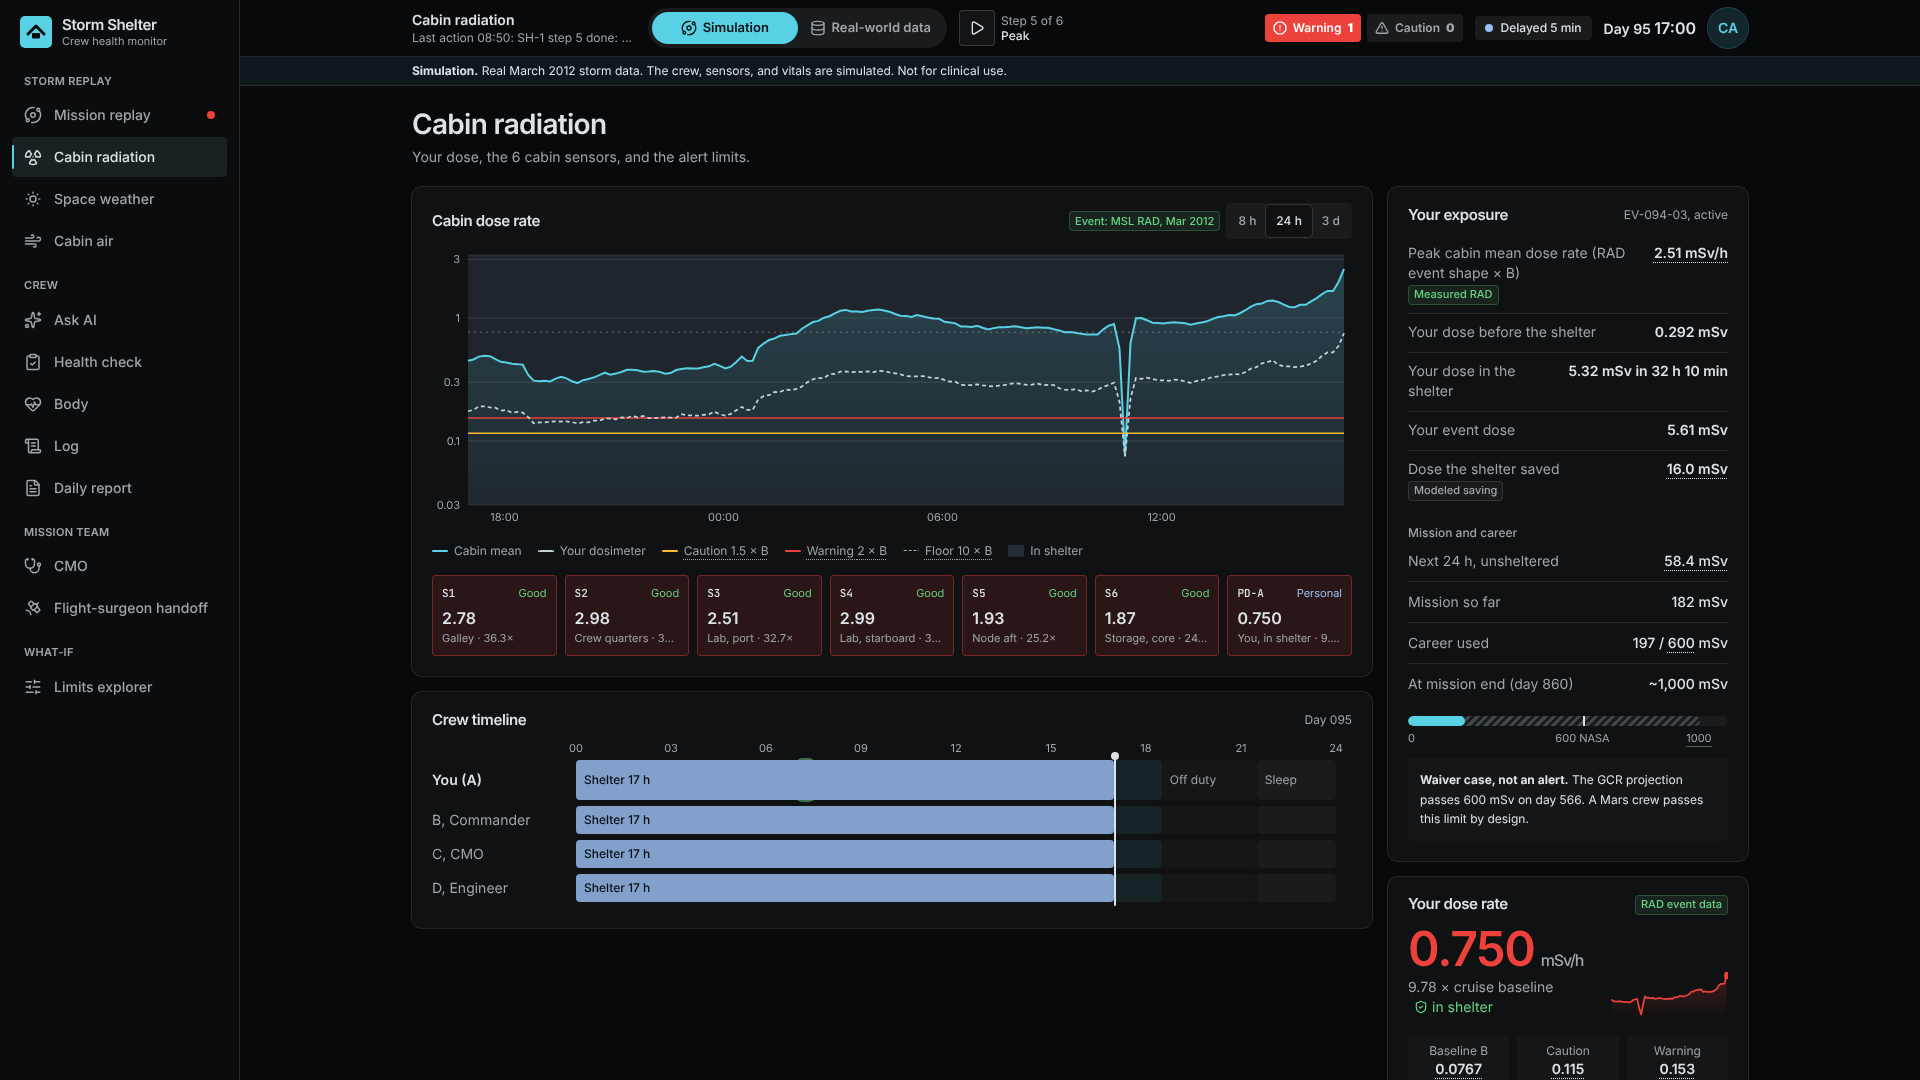 Storm Shelter
Crew health monitor
STORM REPLAY
Mission replay
Cabin radiation
Space weather
Cabin air
CREW
Ask AI
Health check
Body
Log
Daily report
MISSION TEAM
CMO
Flight-surgeon handoff
WHAT-IF
Limits explorer
Cabin radiation
Last action 08:50: SH-1 step 5 done: ...
Simulation
Real-world data
Step 5 of 6
Peak
Warning 1
Caution 0
Delayed 5 min
Day 95 17:00
CA
Simulation. Real March 2012 storm data. The crew, sensors, and vitals are simulated. Not for clinical use.
Cabin radiation
Your dose, the 6 cabin sensors, and the alert limits.
Cabin dose rate
Event: MSL RAD, Mar 2012
8 h
24 h
3 d
3
1
0.3
0.1
0.03
18:00
00:00
06:00
12:00
Cabin mean
Your dosimeter
Caution 1.5 × B
Warning 2 × B
Floor 10 × B
In shelter
S1 Good
2.78
Galley · 36.3×
S2 Good
2.98
Crew quarters · 3...
S3 Good
2.51
Lab, port · 32.7×
S4 Good
2.99
Lab, starboard · 3...
S5 Good
1.93
Node aft · 25.2×
S6 Good
1.87
Storage, core · 24...
PD-A Personal
0.750
You, in shelter · 9....
Crew timeline
Day 095
00 03 06 09 12 15 18 21 24
You (A) Shelter 17 h Off duty Sleep
B, Commander Shelter 17 h
C, CMO Shelter 17 h
D, Engineer Shelter 17 h
Your exposure
EV-094-03, active
Peak cabin mean dose rate (RAD 2.51 mSv/h
event shape × B)
Measured RAD
Your dose before the shelter 0.292 mSv
Your dose in the 5.32 mSv in 32 h 10 min
shelter
Your event dose 5.61 mSv
Dose the shelter saved 16.0 mSv
Modeled saving
Mission and career
Next 24 h, unsheltered 58.4 mSv
Mission so far 182 mSv
Career used 197 / 600 mSv
At mission end (day 860) ~1,000 mSv
0 600 NASA 1000
Waiver case, not an alert. The GCR projection
passes 600 mSv on day 566. A Mars crew passes
this limit by design.
Your dose rate
RAD event data
0.750 mSv/h
9.78 × cruise baseline
in shelter
Baseline B
0.0767
Caution
0.115
Warning
0.153